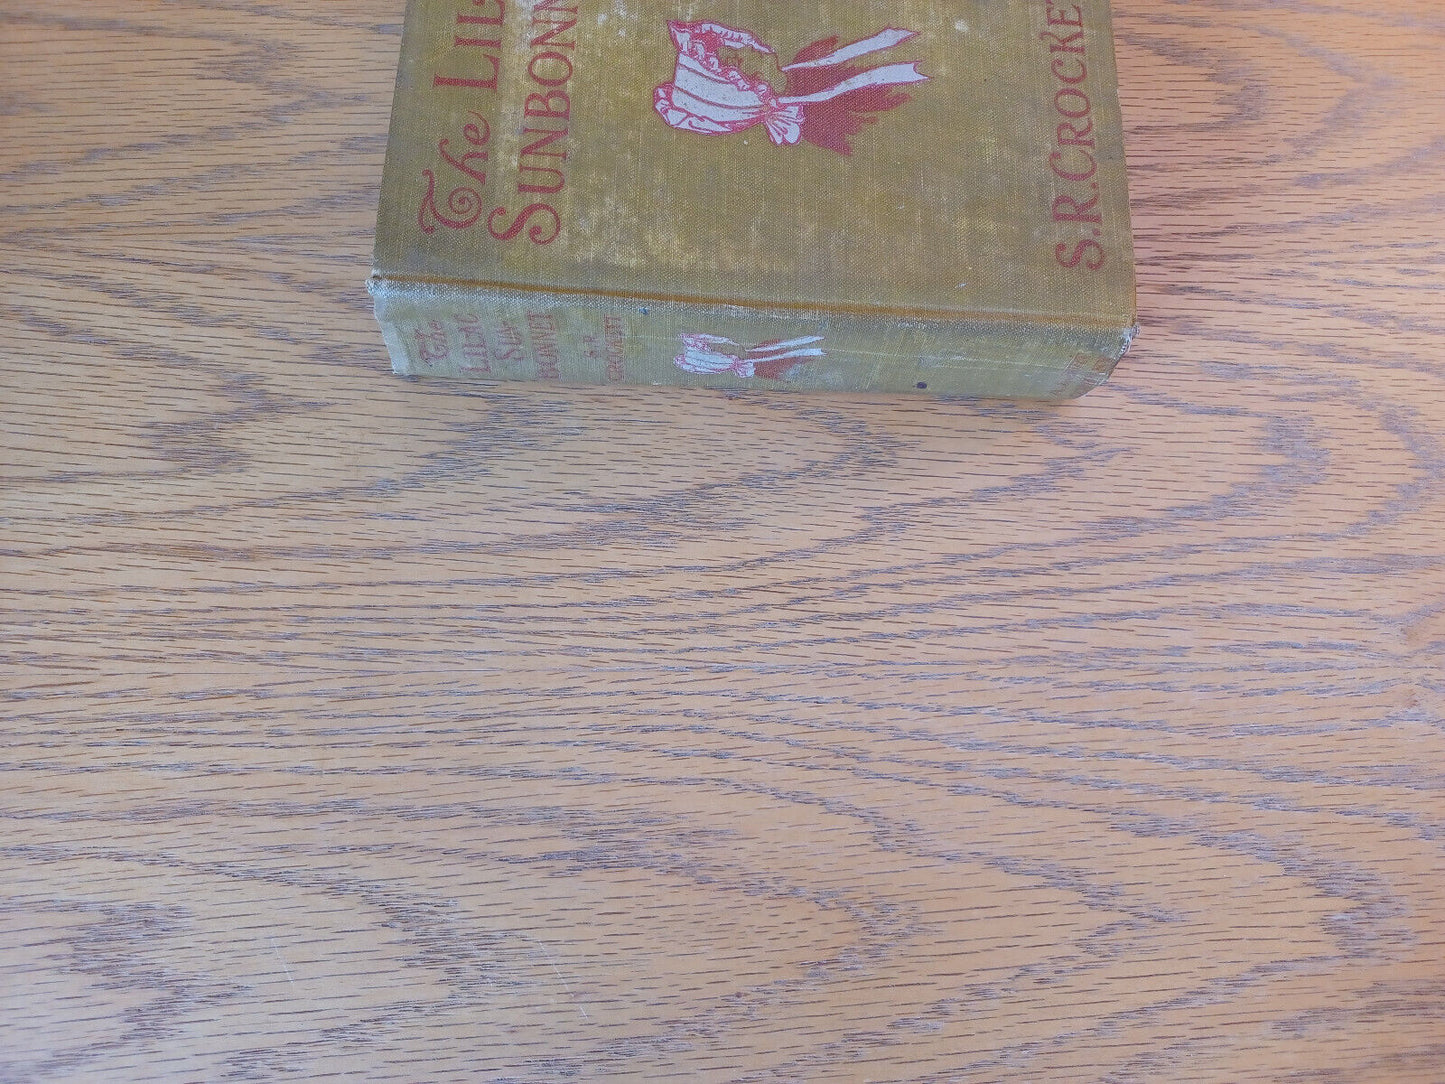 The LIL
SUNBONN
S.R.CROCKE
The
LILAC
SUN-
BONNET
S. R.
CROCKETT